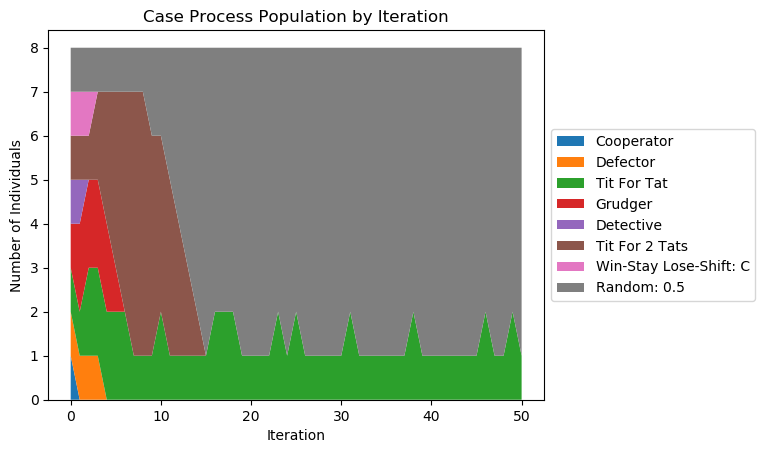 Case Process Population by Iteration
Number of Individuals
8
7
6
5
4
3
2
1
0
0 10 20 30 40 50
Iteration
Cooperator
Defector
Tit For Tat
Grudger
Detective
Tit For 2 Tats
Win-Stay Lose-Shift: C
Random: 0.5